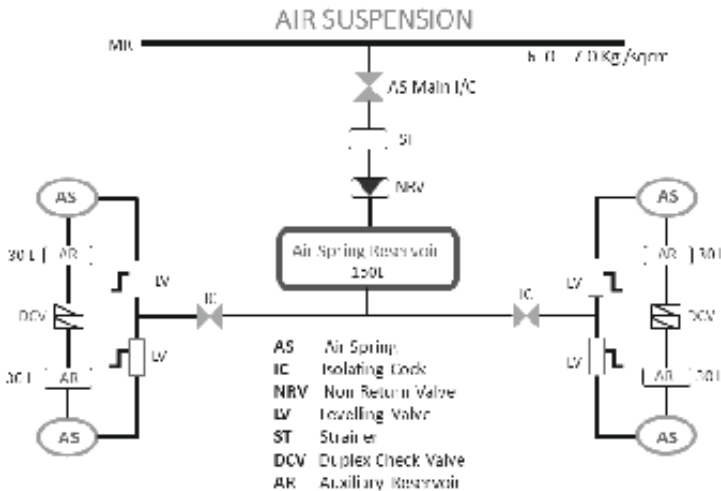 AIR SUSPENSION
MR
6.0 7.0 Kg/sqcm
AS Main I/C
ST
NRV
AS
AS
30 L AR
AR 30 L
Air Spring Reservoir
150L
LV
LV
IC
IC
DCV
DCV
LV
LV
30 L AR
AR 30 L
AS
AS
AS Air Spring
IC Isolating Cock
NRV Non Return Valve
LV Levelling Valve
ST Strainer
DCV Duplex Check Valve
AR Auxiliary Reservoir